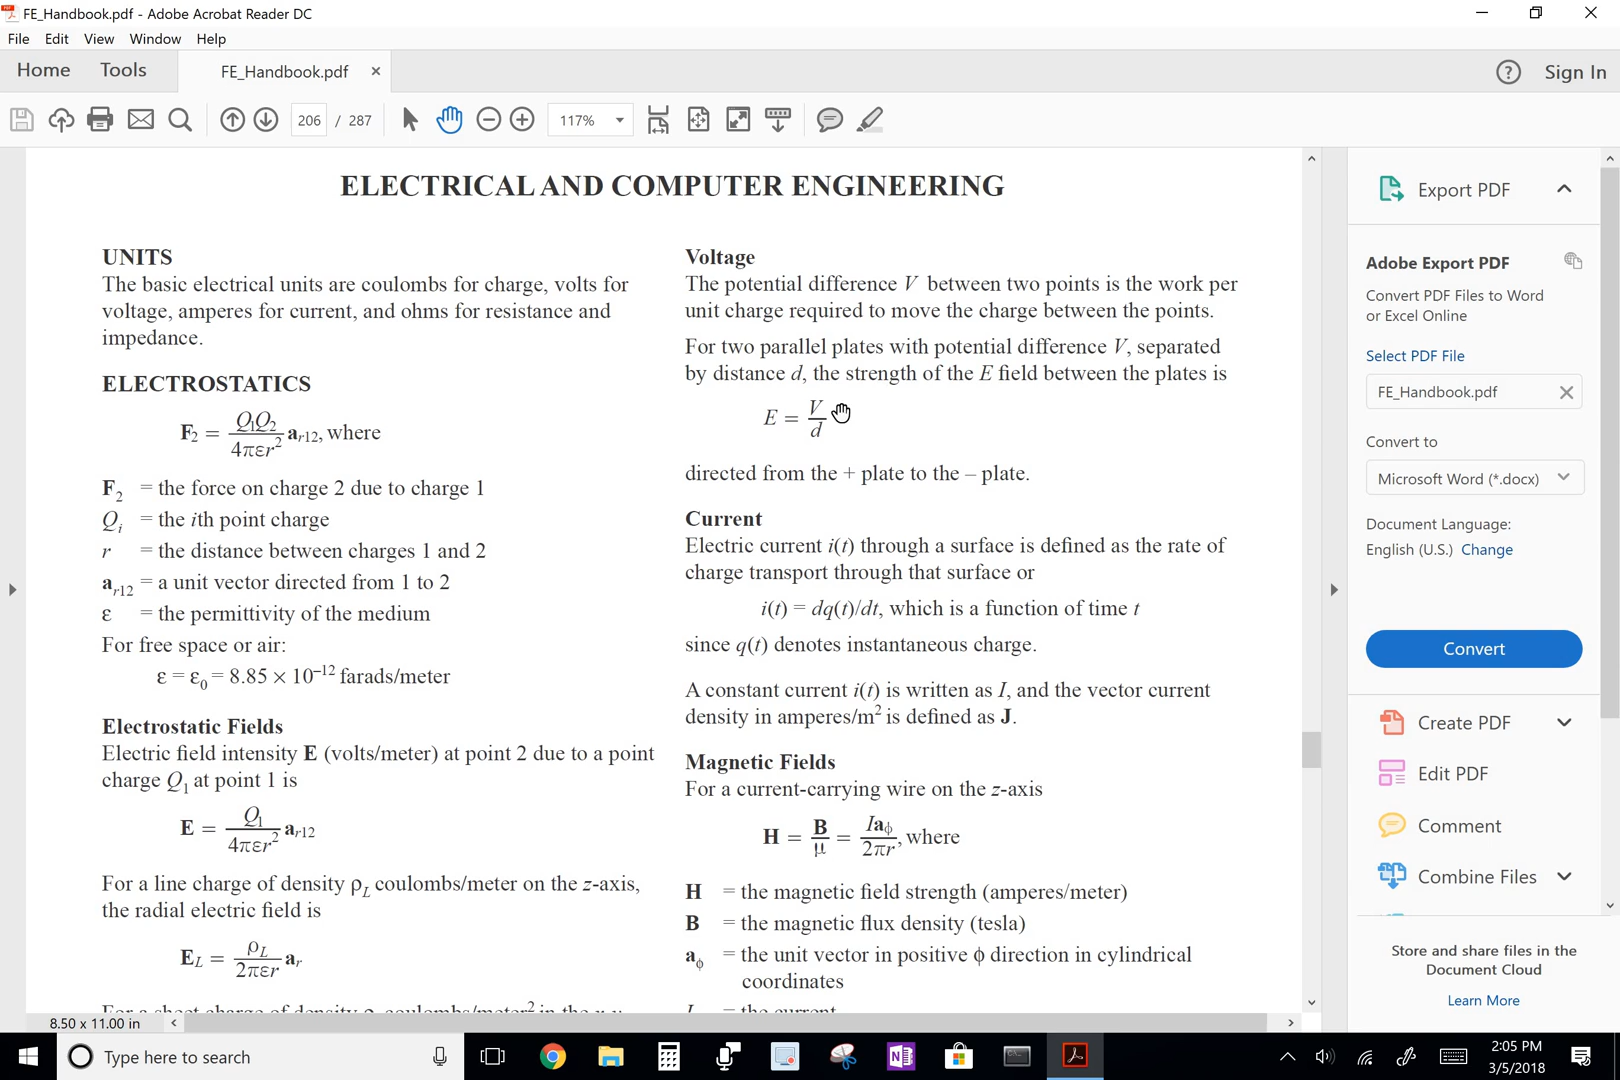 FE_Handbook.pdf - Adobe Acrobat Reader DC
File Edit View Window Help
Home Tools FE_Handbook.pdf × ? Sign In
206 / 287 117%
ELECTRICAL AND COMPUTER ENGINEERING
UNITS
The basic electrical units are coulombs for charge, volts for
voltage, amperes for current, and ohms for resistance and
impedance.
ELECTROSTATICS
F₂ = Q₁Q₂ / 4πεr² a_r12, where
F₂ = the force on charge 2 due to charge 1
Qᵢ = the ith point charge
r = the distance between charges 1 and 2
a_r12 = a unit vector directed from 1 to 2
ε = the permittivity of the medium
For free space or air:
ε = ε₀ = 8.85 × 10⁻¹² farads/meter
Electrostatic Fields
Electric field intensity E (volts/meter) at point 2 due to a point
charge Q₁ at point 1 is
E = Q₁ / 4πεr² a_r12
For a line charge of density ρ_L coulombs/meter on the z-axis,
the radial electric field is
E_L = ρ_L / 2πεr a_r
Voltage
The potential difference V between two points is the work per
unit charge required to move the charge between the points.
For two parallel plates with potential difference V, separated
by distance d, the strength of the E field between the plates is
E = V / d
directed from the + plate to the – plate.
Current
Electric current i(t) through a surface is defined as the rate of
charge transport through that surface or
i(t) = dq(t)/dt, which is a function of time t
since q(t) denotes instantaneous charge.
A constant current i(t) is written as I, and the vector current
density in amperes/m² is defined as J.
Magnetic Fields
For a current-carrying wire on the z-axis
H = B / μ = Ia_ϕ / 2πr, where
H = the magnetic field strength (amperes/meter)
B = the magnetic flux density (tesla)
a_ϕ = the unit vector in positive ϕ direction in cylindrical
coordinates
I = the current
Export PDF
Adobe Export PDF
Convert PDF Files to Word
or Excel Online
Select PDF File
FE_Handbook.pdf
Convert to
Microsoft Word (*.docx)
Document Language:
English (U.S.) Change
Convert
Create PDF
Edit PDF
Comment
Combine Files
Store and share files in the
Document Cloud
Learn More
8.50 x 11.00 in
Type here to search
2:05 PM
3/5/2018